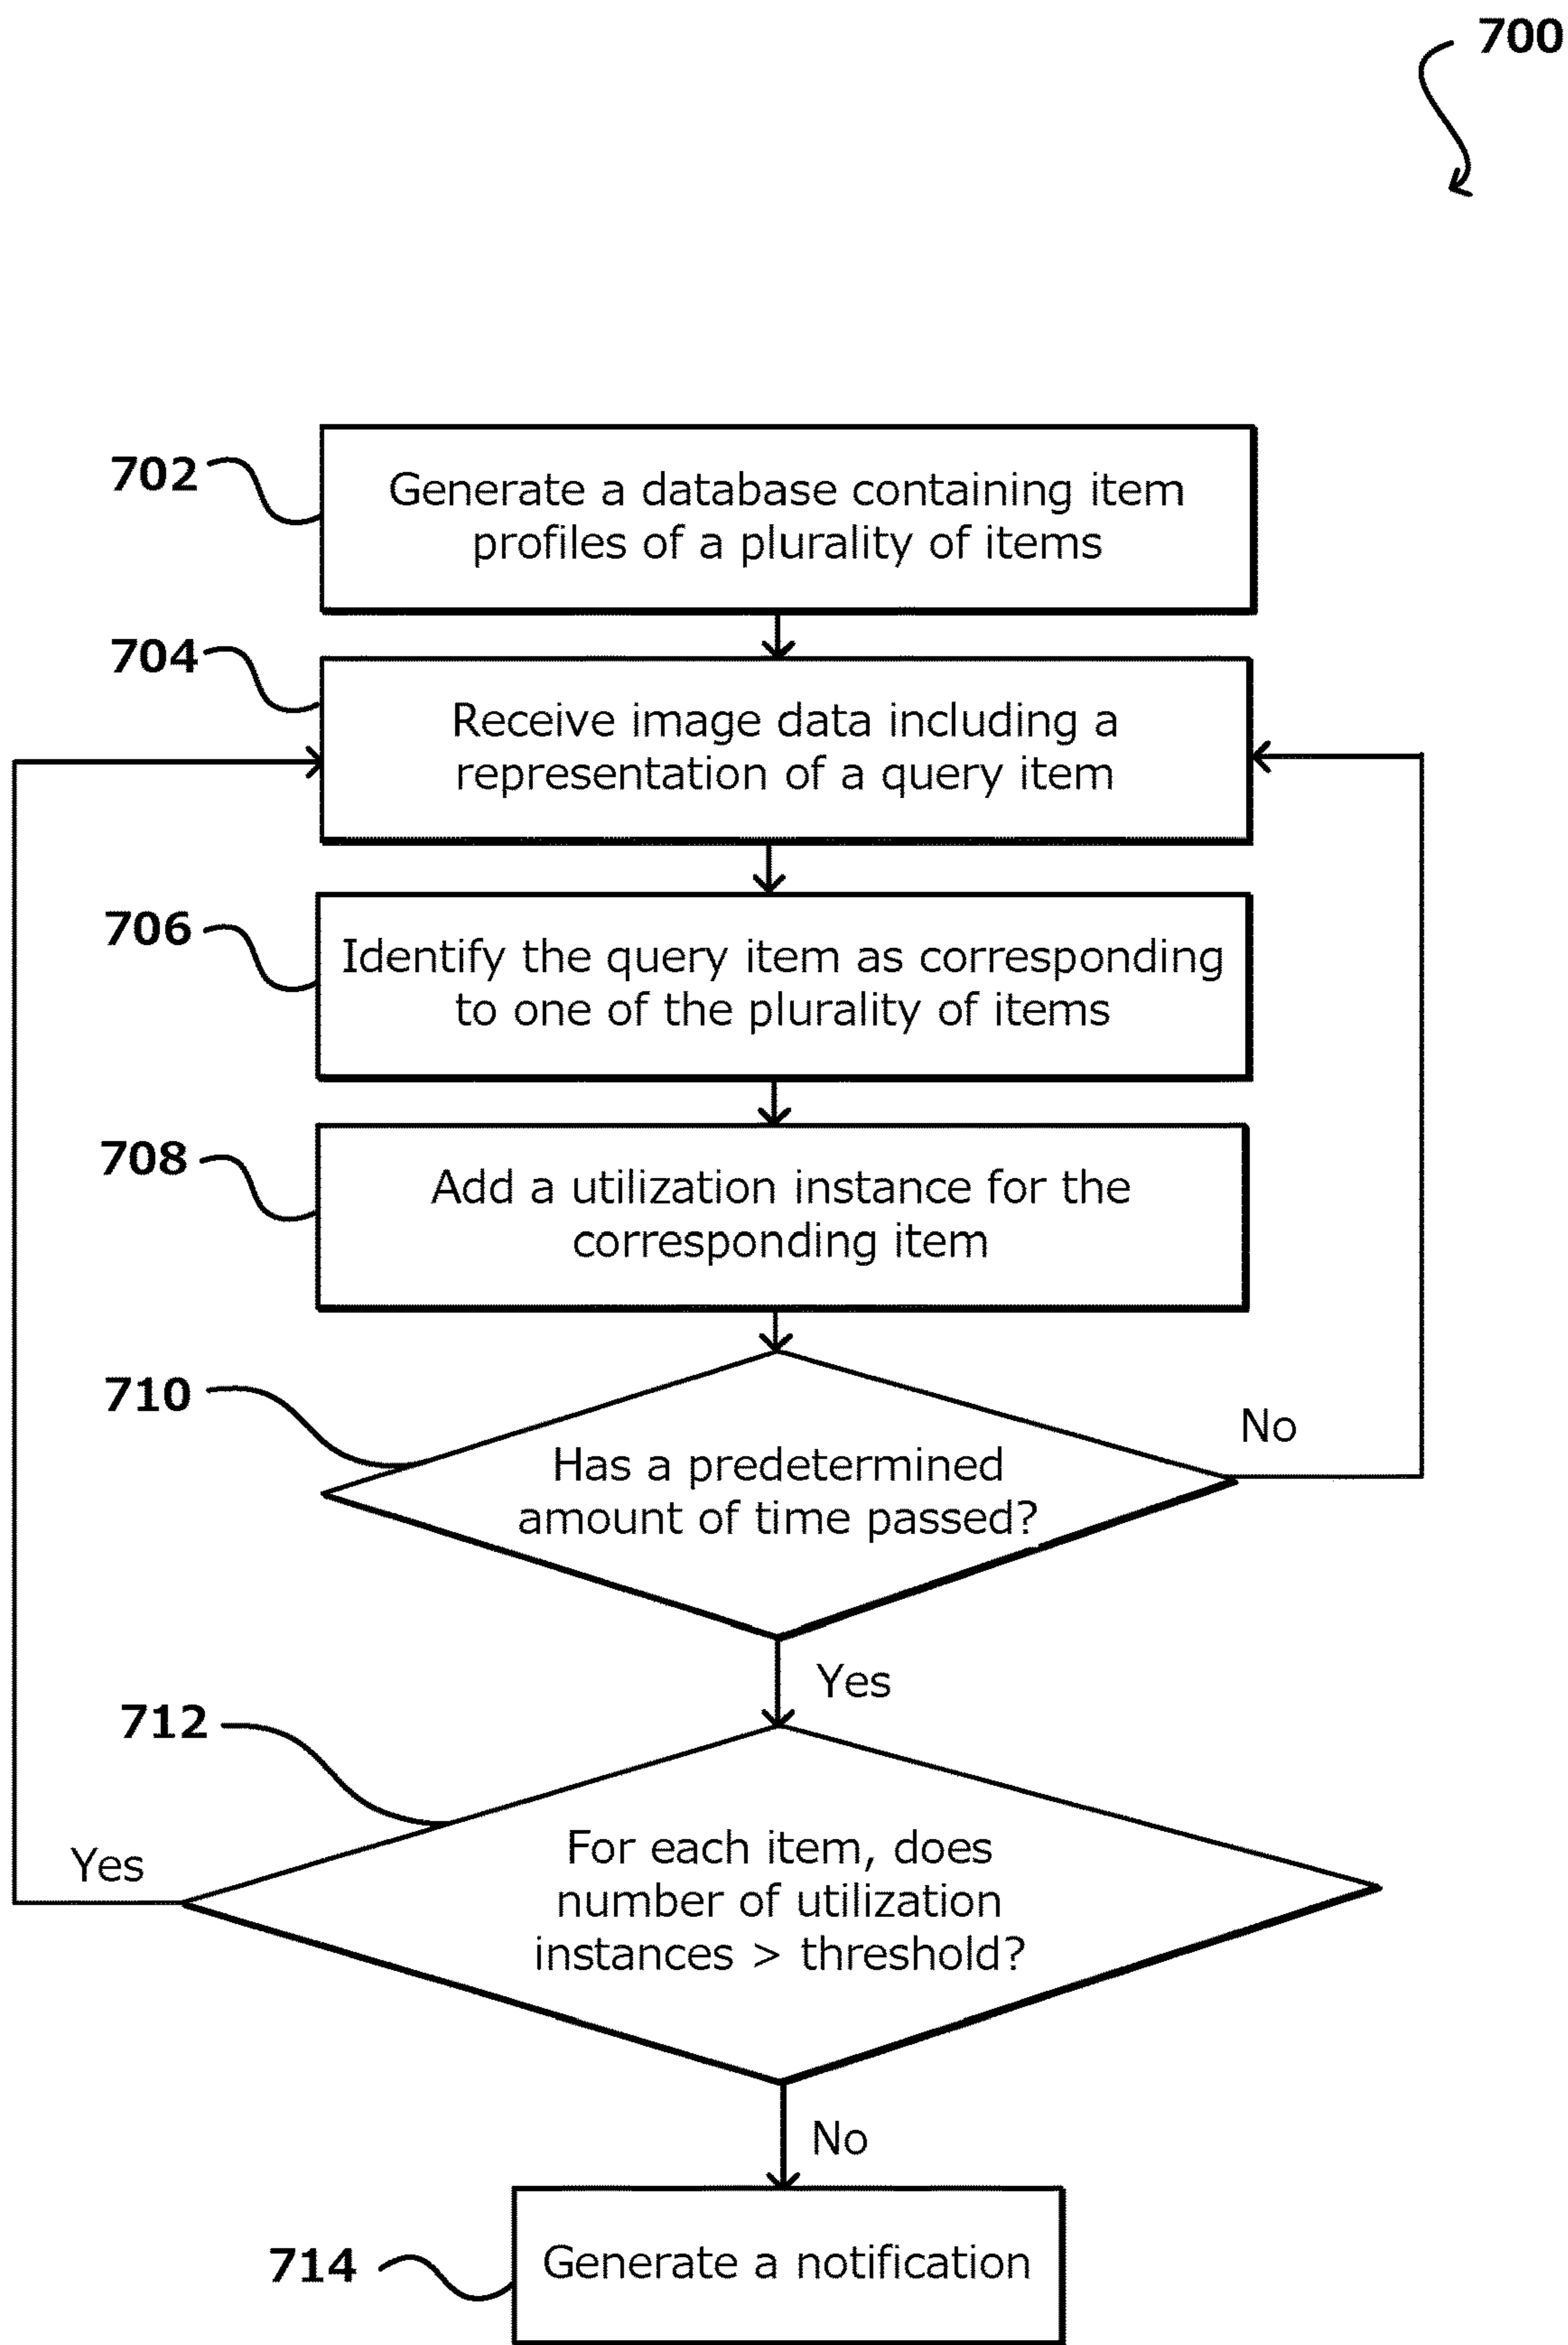 700
702
Generate a database containing item
profiles of a plurality of items
704
Receive image data including a
representation of a query item
706
Identify the query item as corresponding
to one of the plurality of items
708
Add a utilization instance for the
corresponding item
710
Has a predetermined
amount of time passed?
No
Yes
712
For each item, does
number of utilization
instances > threshold?
Yes
No
714
Generate a notification